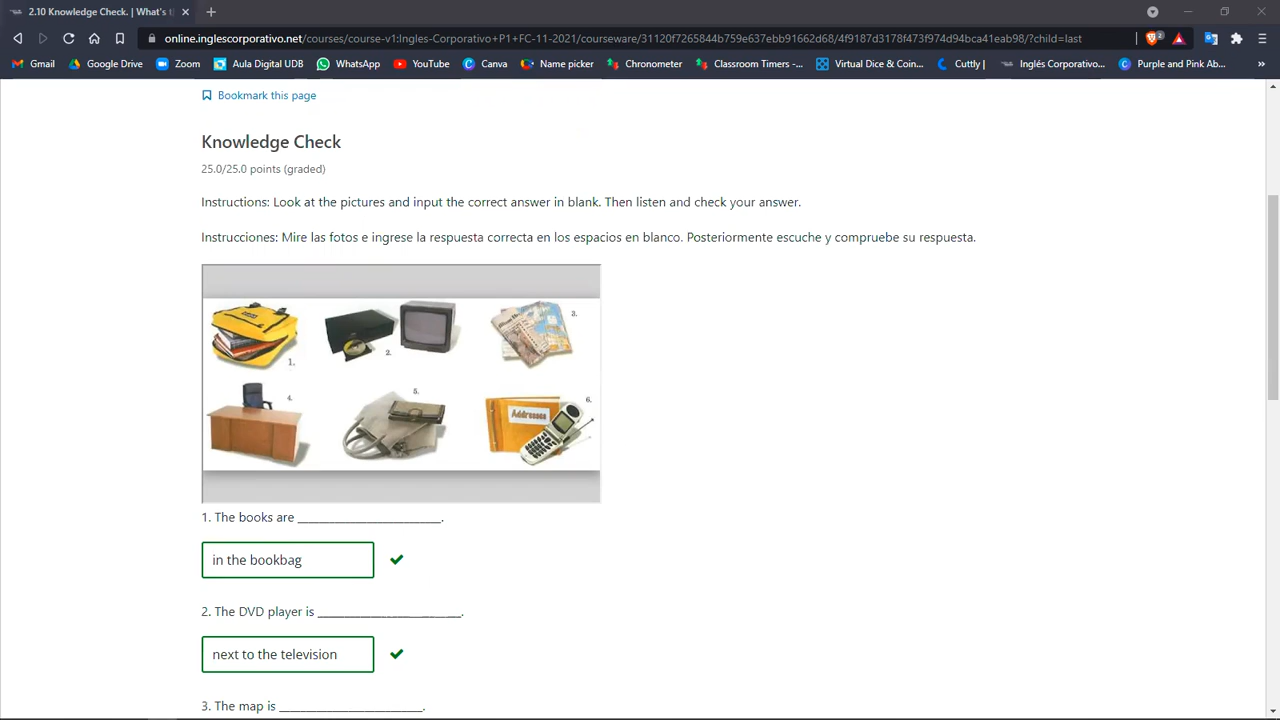 2.10 Knowledge Check. | What's t
online.inglescorporativo.net/courses/course-v1:Ingles-Corporativo+P1+FC-11-2021/courseware/31120f7265844b759e637ebb91662d68/4f9187d3178f473f974d94bca41eab98/?child=last
2
Gmail Google Drive Zoom Aula Digital UDB WhatsApp YouTube Canva Name picker Chronometer Classroom Timers -... Virtual Dice & Coin... Cuttly | Inglés Corporativo... Purple and Pink Ab... »
Bookmark this page
Knowledge Check
25.0/25.0 points (graded)
Instructions: Look at the pictures and input the correct answer in blank. Then listen and check your answer.
Instrucciones: Mire las fotos e ingrese la respuesta correcta en los espacios en blanco. Posteriormente escuche y compruebe su respuesta.
1.
2.
3.
4.
5.
6.
Addresses
1. The books are ______________________.
in the bookbag
2. The DVD player is ______________________.
next to the television
3. The map is ______________________.